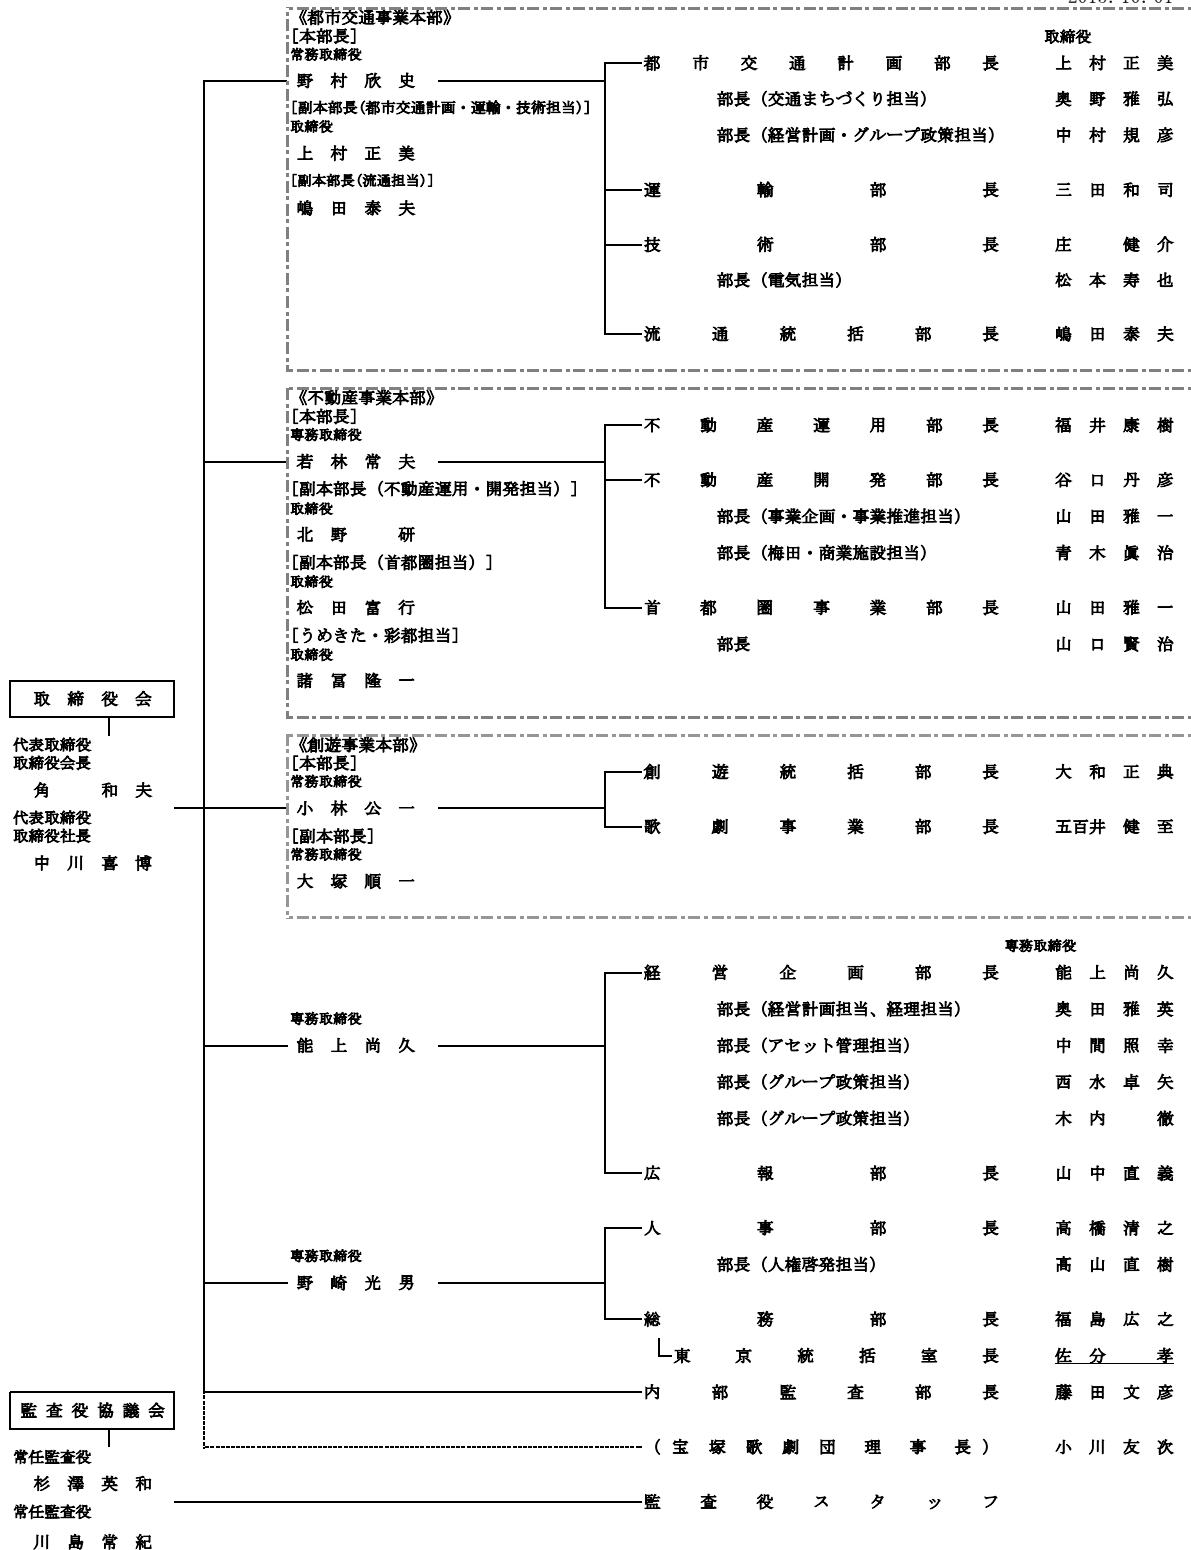 《都市交通事業本部》
[本部長]
常務取締役
野村欣史
[副本部長(都市交通計画・運輸・技術担当)]
取締役
上村正美
[副本部長(流通担当)]
嶋田泰夫
取締役
都市交通計画部長 上村正美
部長(交通まちづくり担当) 奥野雅弘
部長(経営計画・グループ政策担当) 中村規彦
運輸部長 三田和司
技術部長 庄健介
部長(電気担当) 松本寿也
流通統括部長 嶋田泰夫
《不動産事業本部》
[本部長]
専務取締役
若林常夫
[副本部長(不動産運用・開発担当)]
取締役
北野研
[副本部長(首都圏担当)]
取締役
松田富行
[うめきた・彩都担当]
取締役
諸冨隆一
不動産運用部長 福井康樹
不動産開発部長 谷口丹彦
部長(事業企画・事業推進担当) 山田雅一
部長(梅田・商業施設担当) 青木眞治
首都圏事業部長 山田雅一
部長 山口賢治
取締役会
代表取締役
取締役会長
角和夫
代表取締役
取締役社長
中川喜博
《創遊事業本部》
[本部長]
常務取締役
小林公一
[副本部長]
常務取締役
大塚順一
創遊統括部長 大和正典
歌劇事業部長 五百井健至
専務取締役
能上尚久
専務取締役
経営企画部長 能上尚久
部長(経営計画担当、経理担当) 奥田雅英
部長(アセット管理担当) 中間照幸
部長(グループ政策担当) 西水卓矢
部長(グループ政策担当) 木内徹
広報部長 山中直義
専務取締役
野崎光男
人事部長 高橋清之
部長(人権啓発担当) 髙山直樹
総務部長 福島広之
東京統括室長 佐分孝
内部監査部長 藤田文彦
(宝塚歌劇団理事長) 小川友次
監査役協議会
常任監査役
杉澤英和
常任監査役
川島常紀
監査役スタッフ